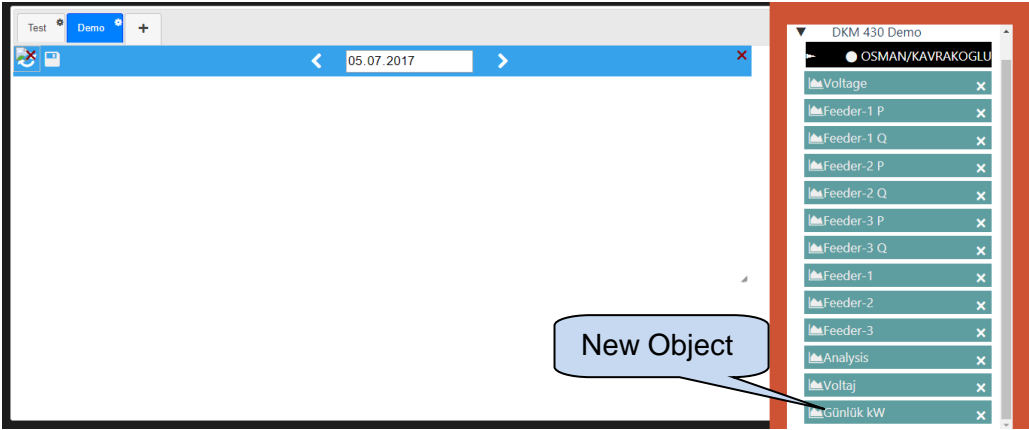 Test
Demo
+
05.07.2017
DKM 430 Demo
OSMAN/KAVRAKOGLU
Voltage
Feeder-1 P
Feeder-1 Q
Feeder-2 P
Feeder-2 Q
Feeder-3 P
Feeder-3 Q
Feeder-1
Feeder-2
Feeder-3
Analysis
Voltaj
Günlük kW
New Object